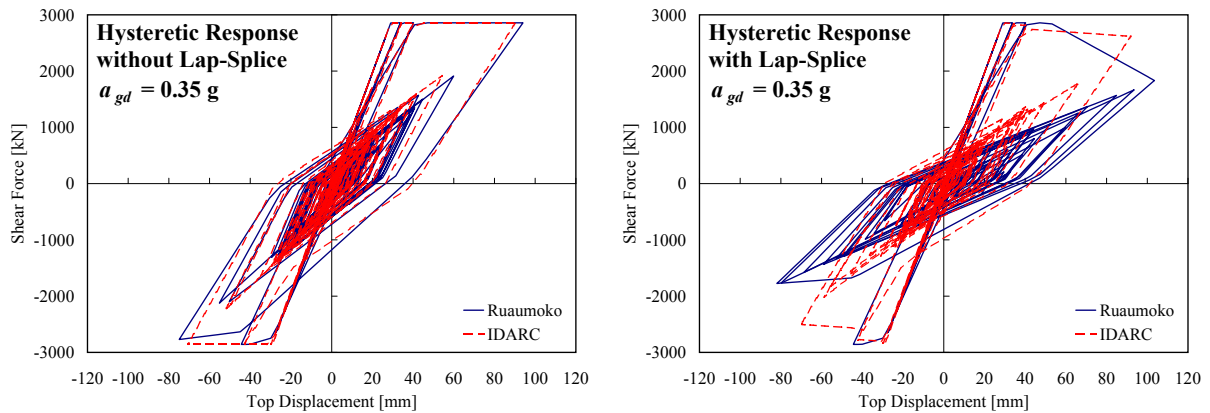 Hysteretic Response
without Lap-Splice
a gd = 0.35 g
3000
2000
1000
0
-1000
-2000
-3000
Shear Force [kN]
-120 -100 -80 -60 -40 -20 0 20 40 60 80 100 120
Top Displacement [mm]
Ruaumoko
IDARC
Hysteretic Response
with Lap-Splice
a gd = 0.35 g
3000
2000
1000
0
-1000
-2000
-3000
Shear Force [kN]
-120 -100 -80 -60 -40 -20 0 20 40 60 80 100 120
Top Displacement [mm]
Ruaumoko
IDARC